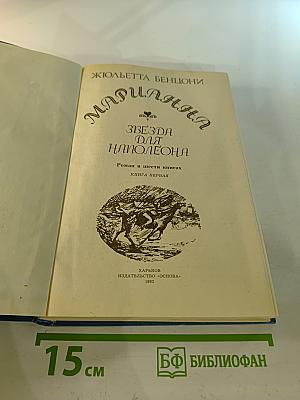 ЖЮЛЬЕТТА БЕНЦОНИ
МАРИАННА
ЗВЕЗДА
ДЛЯ
НАПОЛЕОНА
Роман в шести книгах
КНИГА ПЕРВАЯ
ХАРЬКОВ
ИЗДАТЕЛЬСТВО «ОСНОВА»
1992
15 см
БФ БИБЛИОФАН